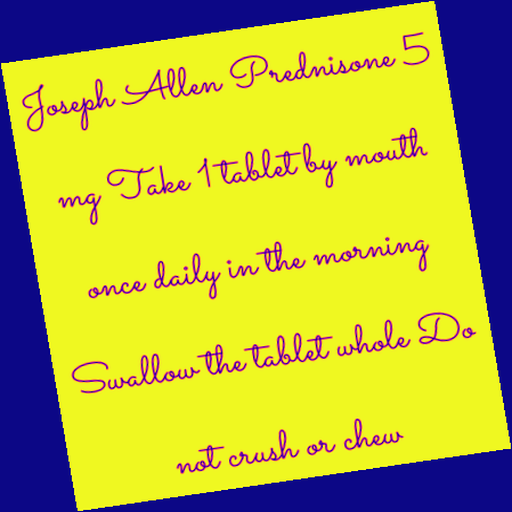 Joseph Allen Prednisone 5
mg Take 1 tablet by mouth
once daily in the morning
Swallow the tablet whole Do
not crush or chew